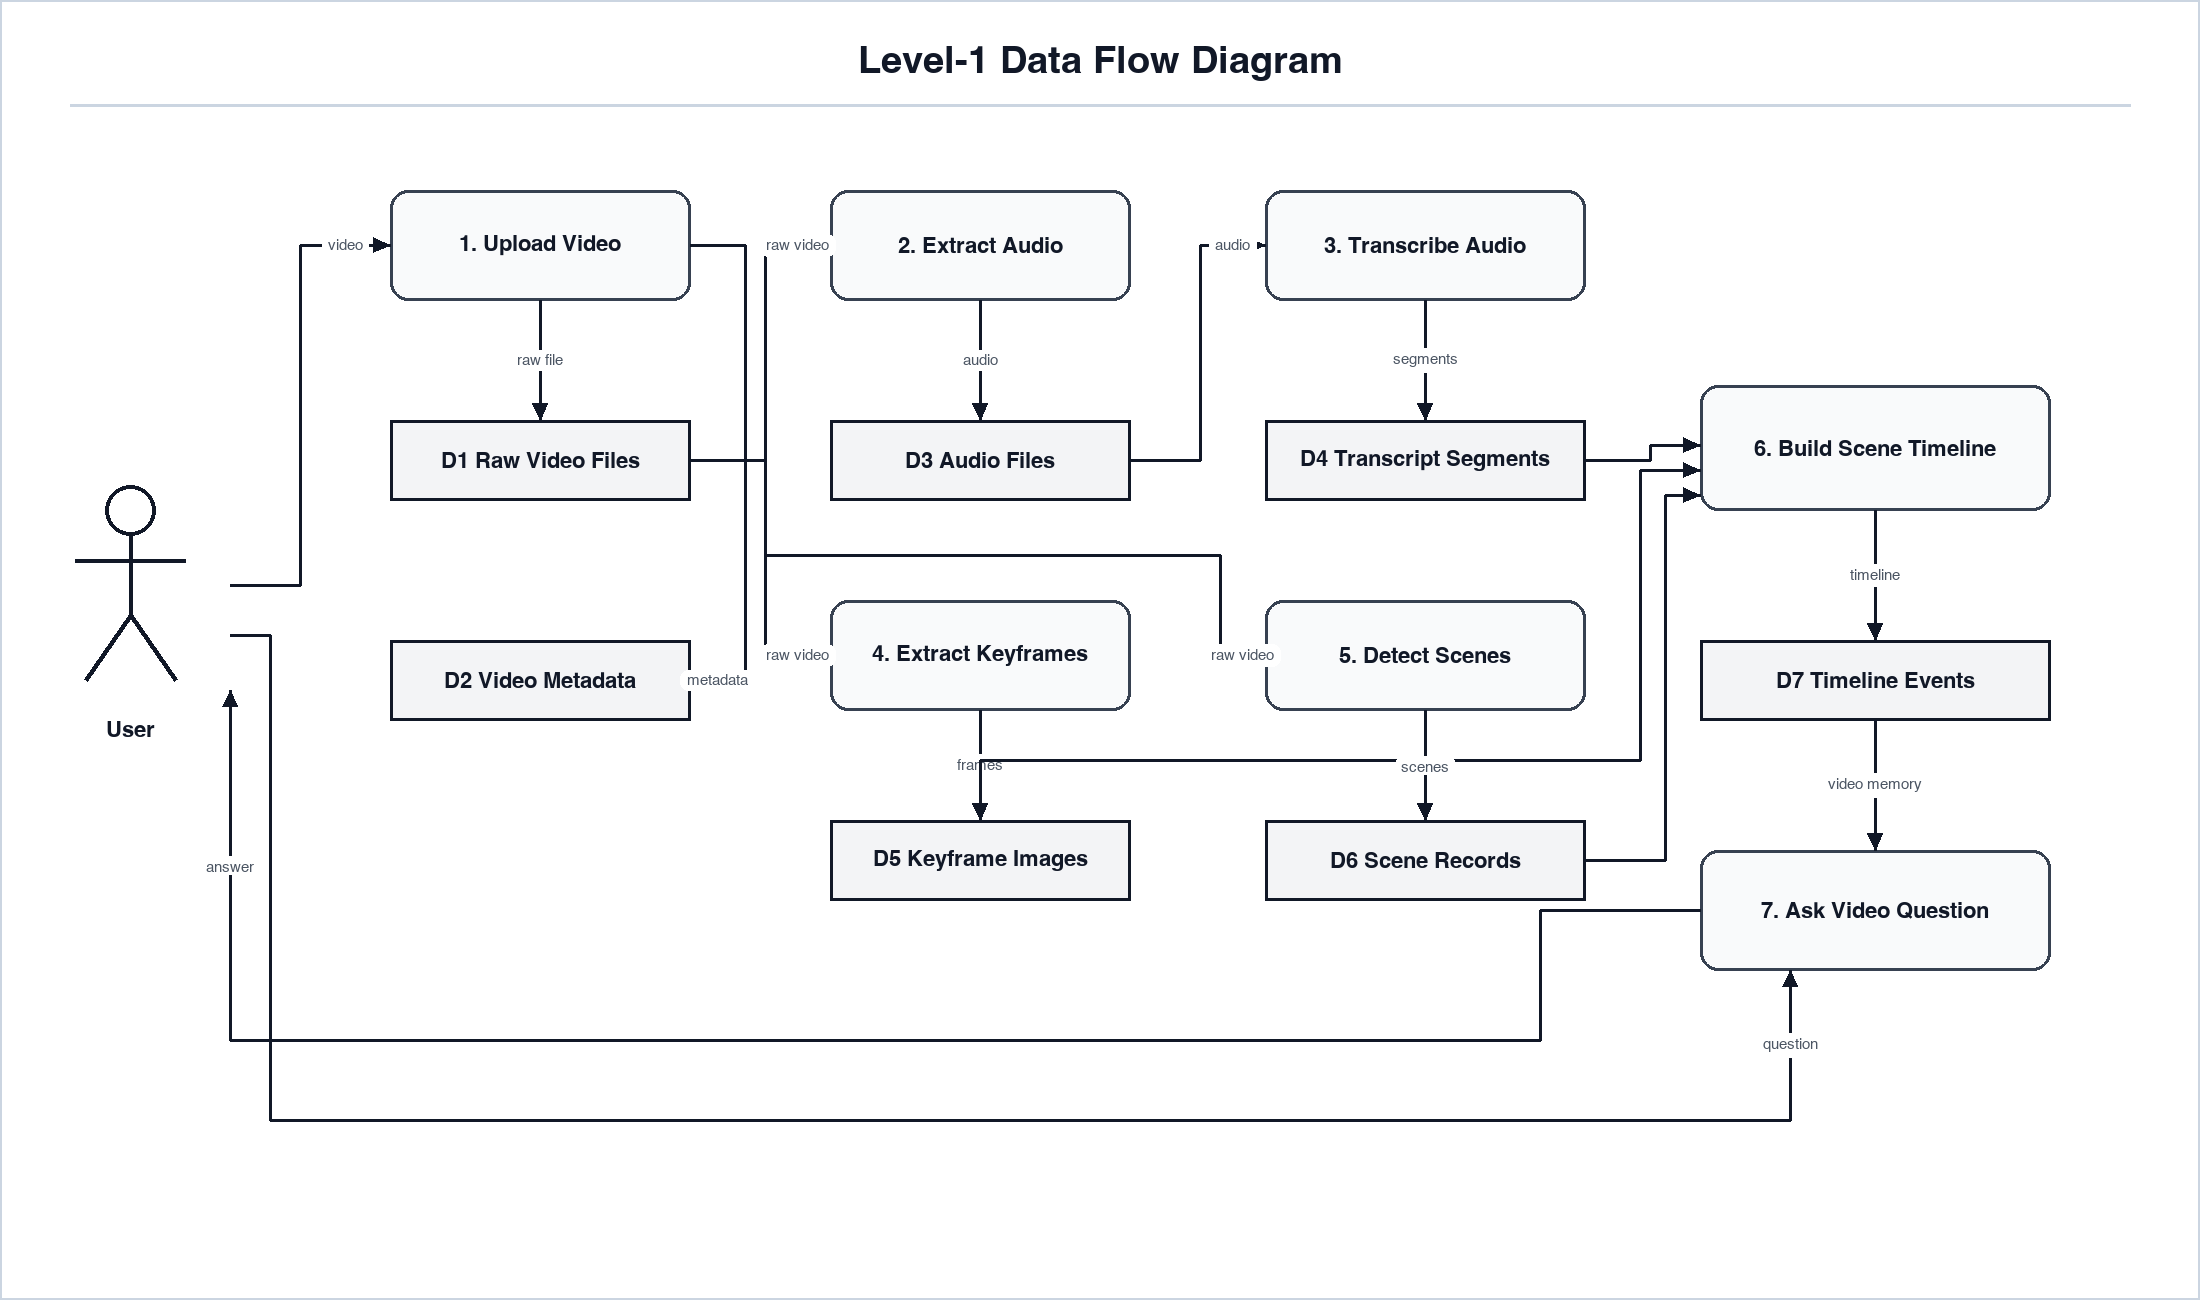 Level-1 Data Flow Diagram
video
1. Upload Video
raw video
2. Extract Audio
audio
3. Transcribe Audio
raw file
audio
segments
D1 Raw Video Files
D3 Audio Files
D4 Transcript Segments
6. Build Scene Timeline
timeline
User
D2 Video Metadata
metadata
raw video
4. Extract Keyframes
raw video
5. Detect Scenes
D7 Timeline Events
frames
scenes
video memory
D5 Keyframe Images
D6 Scene Records
answer
7. Ask Video Question
question